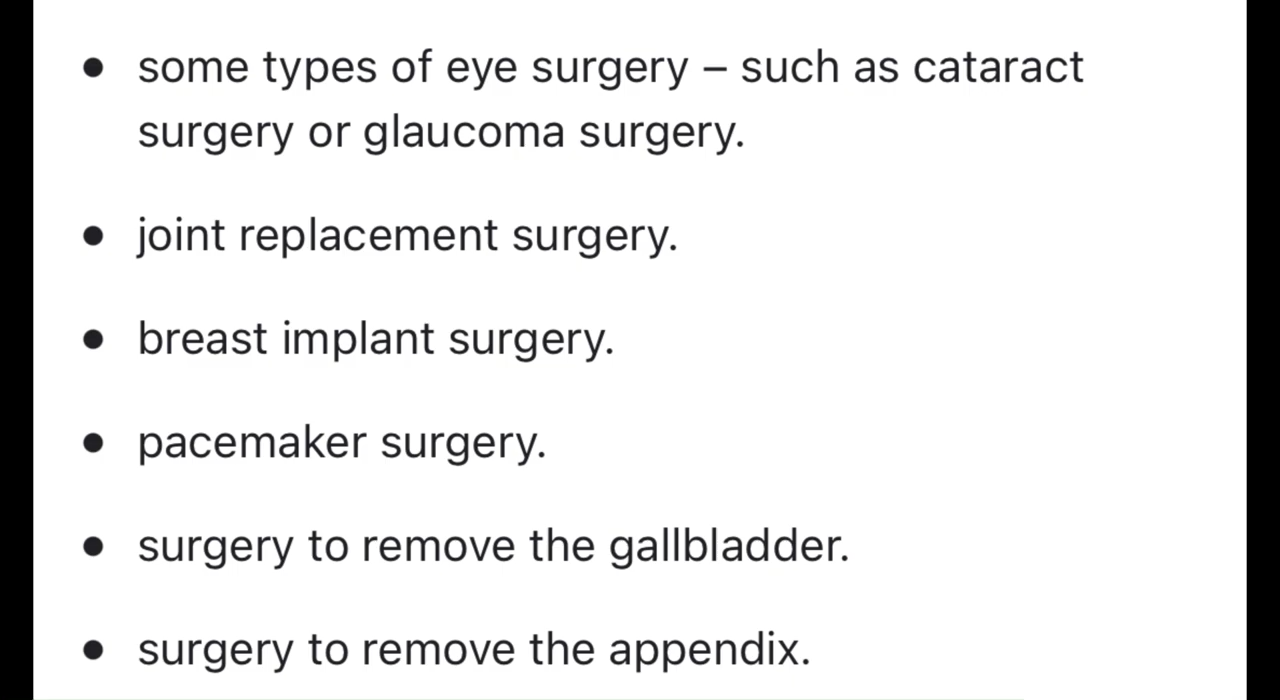 • some types of eye surgery – such as cataract
surgery or glaucoma surgery.
• joint replacement surgery.
• breast implant surgery.
• pacemaker surgery.
• surgery to remove the gallbladder.
• surgery to remove the appendix.